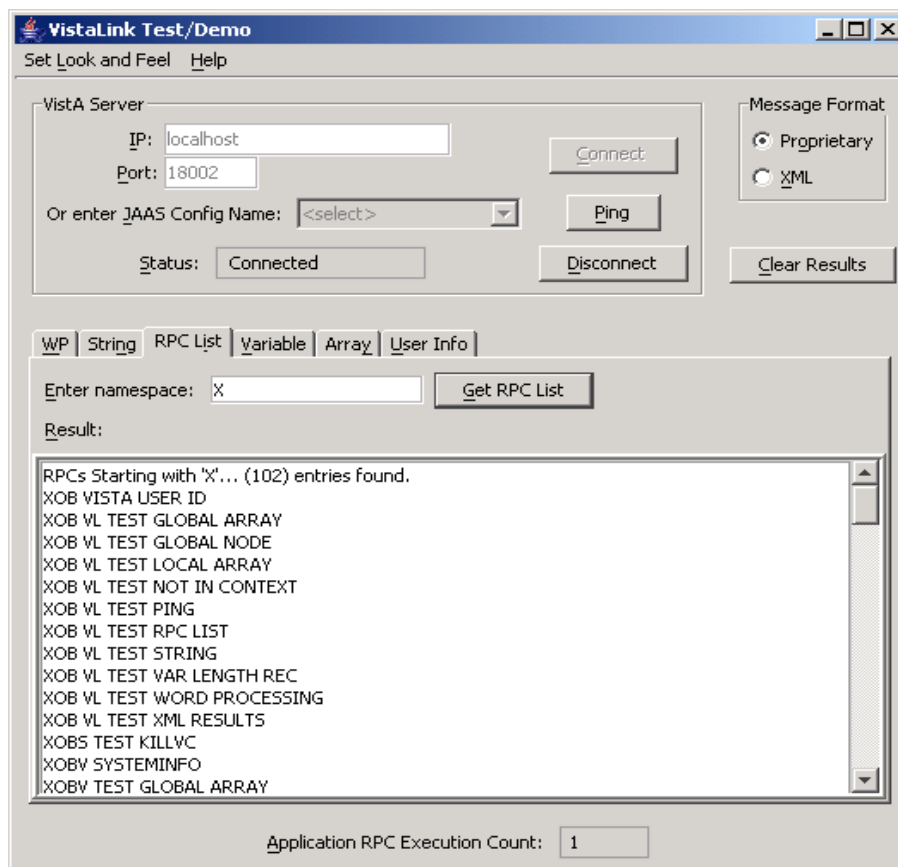 VistaLink Test/Demo
Set Look and Feel Help
VistA Server
IP: localhost
Port: 18002
Connect
Or enter JAAS Config Name: <select>
Ping
Status: Connected
Disconnect
Message Format
Proprietary
XML
Clear Results
WP String RPC List Variable Array User Info
Enter namespace: X Get RPC List
Result:
RPCs Starting with 'X'... (102) entries found.
XOB VISTA USER ID
XOB VL TEST GLOBAL ARRAY
XOB VL TEST GLOBAL NODE
XOB VL TEST LOCAL ARRAY
XOB VL TEST NOT IN CONTEXT
XOB VL TEST PING
XOB VL TEST RPC LIST
XOB VL TEST STRING
XOB VL TEST VAR LENGTH REC
XOB VL TEST WORD PROCESSING
XOB VL TEST XML RESULTS
XOBS TEST KILLVC
XOBV SYSTEMINFO
XOBV TEST GLOBAL ARRAY
Application RPC Execution Count: 1